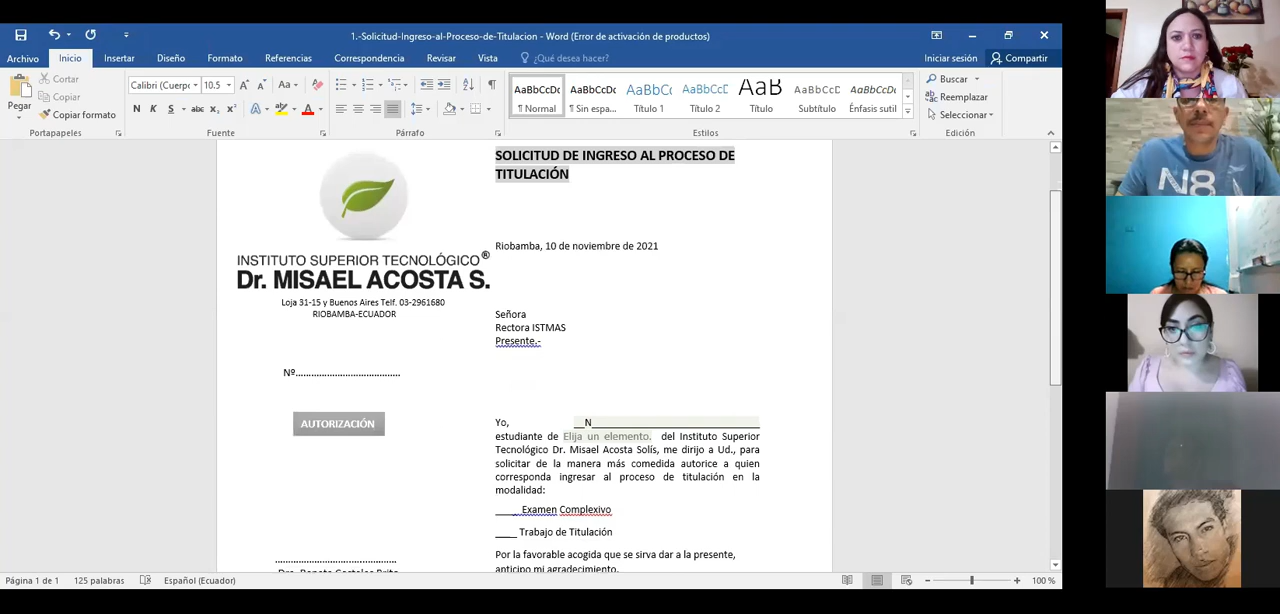 1.-Solicitud-Ingreso-al-Proceso-de-Titulacion - Word (Error de activación de productos)
Archivo Inicio Insertar Diseño Formato Referencias Correspondencia Revisar Vista ¿Qué desea hacer? Iniciar sesión Compartir
Pegar
Cortar
Copiar
Copiar formato
Portapapeles
Calibri (Cuerp 10.5
Aa
N K S abc x₂ x²
Fuente
Párrafo
AaBbCcDc AaBbCcDc AaBbCc AaBbCcC AaB AaBbCcD AaBbCcDc
¶ Normal ¶ Sin espa... Título 1 Título 2 Título Subtítulo Énfasis sutil
Estilos
Buscar
Reemplazar
Seleccionar
Edición
SOLICITUD DE INGRESO AL PROCESO DE
TITULACIÓN
Riobamba, 10 de noviembre de 2021
INSTITUTO SUPERIOR TECNOLÓGICO®
Dr. MISAEL ACOSTA S.
Loja 31-15 y Buenos Aires Telf. 03-2961680
RIOBAMBA-ECUADOR
Señora
Rectora ISTMAS
Presente.-
Nº.....................................
AUTORIZACIÓN
Yo, __N______________________________
estudiante de Elija un elemento. del Instituto Superior
Tecnológico Dr. Misael Acosta Solís, me dirijo a Ud., para
solicitar de la manera más comedida autorice a quien
corresponda ingresar al proceso de titulación en la
modalidad:
____ Examen Complexivo
____ Trabajo de Titulación
Por la favorable acogida que se sirva dar a la presente,
anticipo mi agradecimiento.
Página 1 de 1 125 palabras Español (Ecuador) 100 %
N8